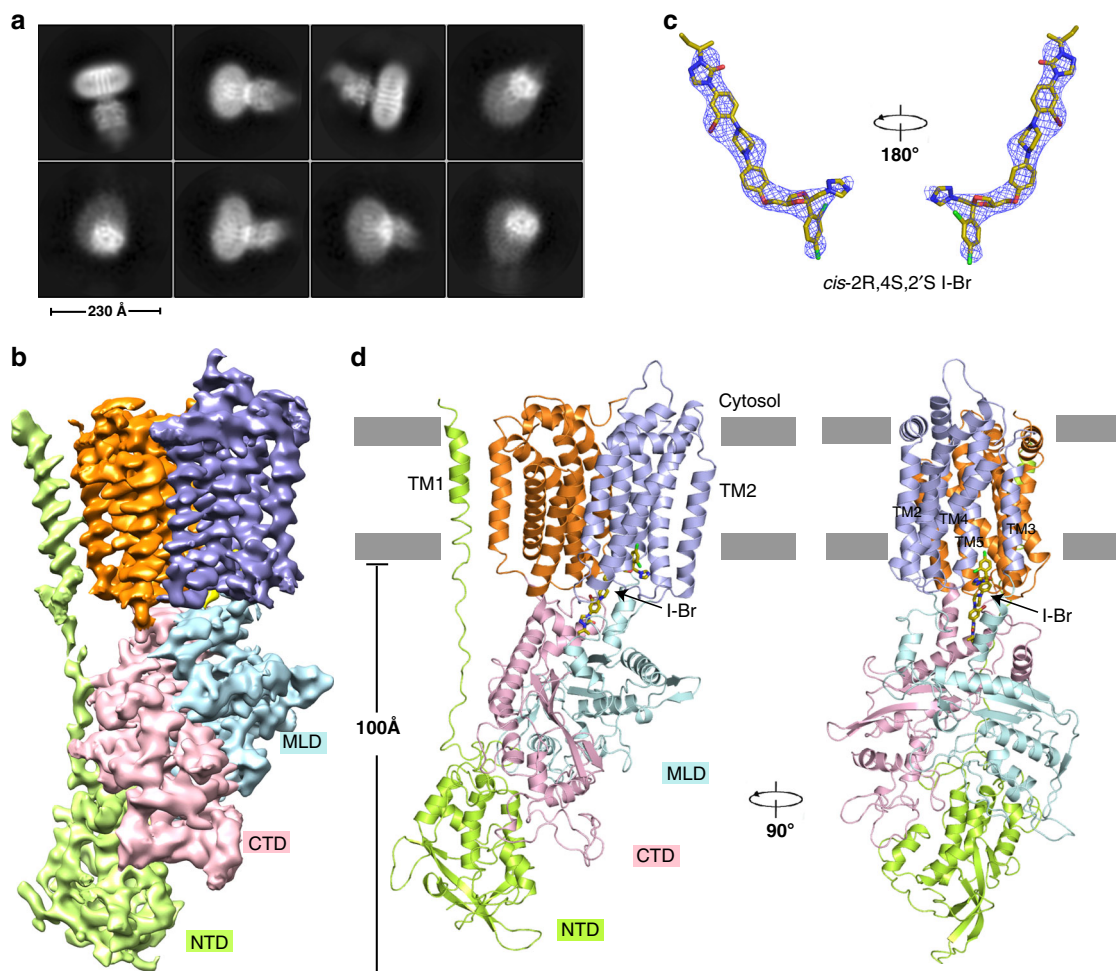 a
230 Å
c
180°
cis-2R,4S,2′S I-Br
b
MLD
CTD
NTD
d
Cytosol
TM1
TM2
I-Br
100Å
MLD
CTD
NTD
90°
TM2
TM4
TM5
TM3
I-Br